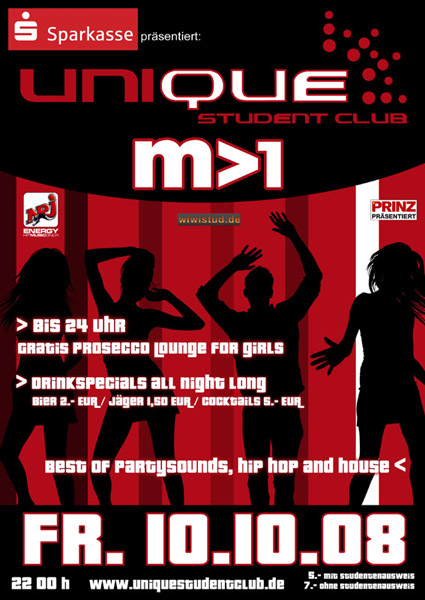 S Sparkasse präsentiert:
UNIQUE
STUDENT CLUB
m>1
NRJ
ENERGY
wiwistud.de
PRINZ
PRÄSENTIERT
> BIS 24 UHR
GRATIS PROSECCO LOUNGE FOR GIRLS
> DRINKSPECIALS ALL NIGHT LONG
BIER 2.- EUR / JÄGER 1,50 EUR / COCKTAILS 5.- EUR
BEST OF PARTYSOUNDS, HIP HOP AND HOUSE <
FR. 10.10.08
22 00 h www.uniquestudentclub.de
5.- mit studentenausweis
7.- ohne studentenausweis